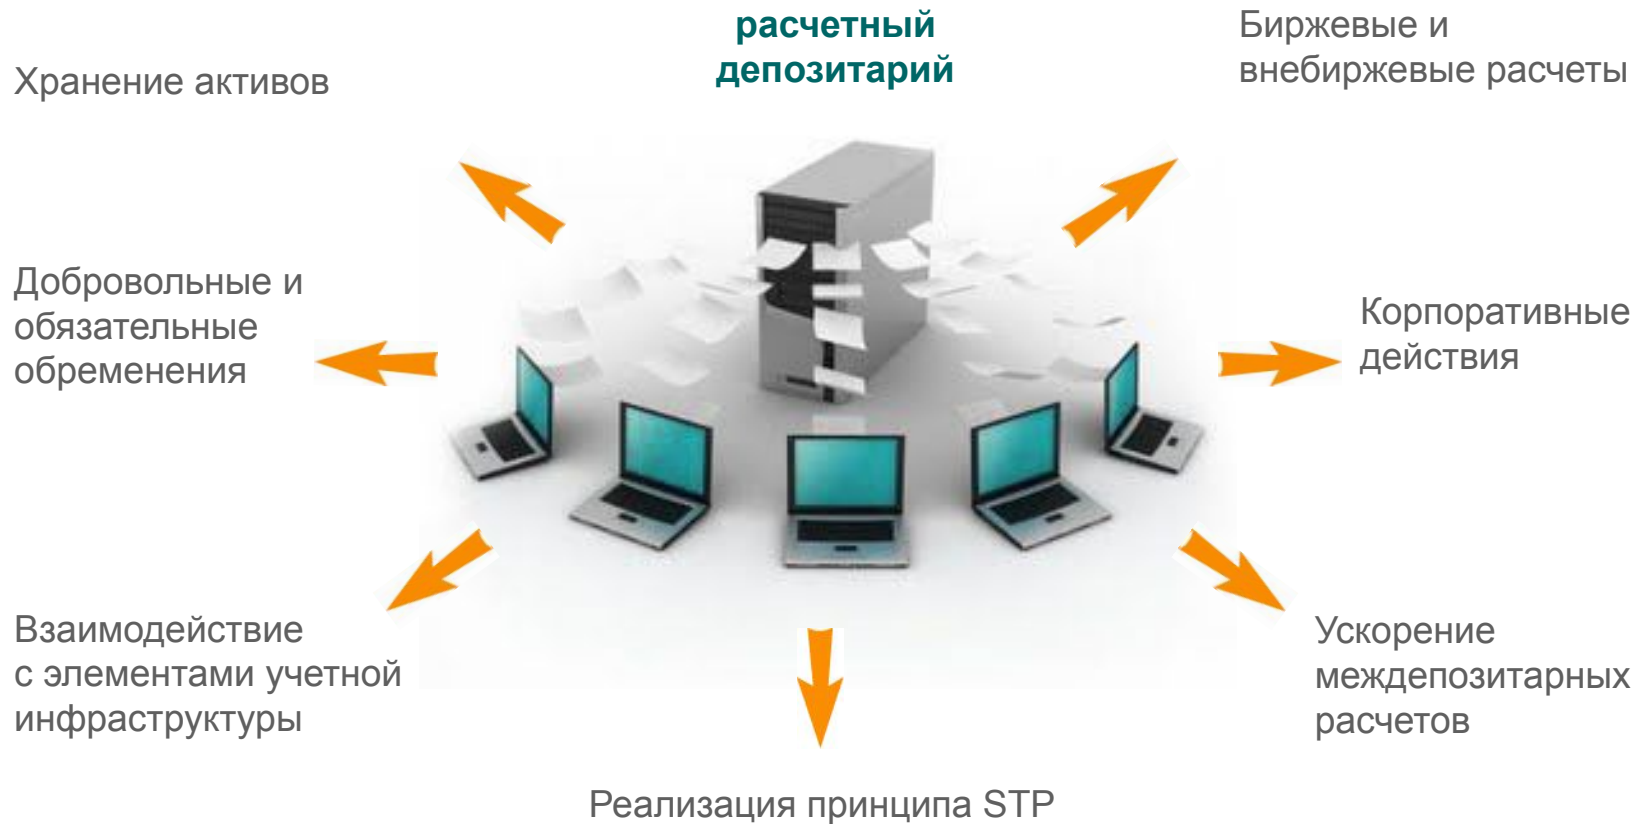 расчетный
депозитарий
Хранение активов
Биржевые и
внебиржевые расчеты
Добровольные и
обязательные
обременения
Корпоративные
действия
Взаимодействие
с элементами учетной
инфраструктуры
Ускорение
междепозитарных
расчетов
Реализация принципа STP